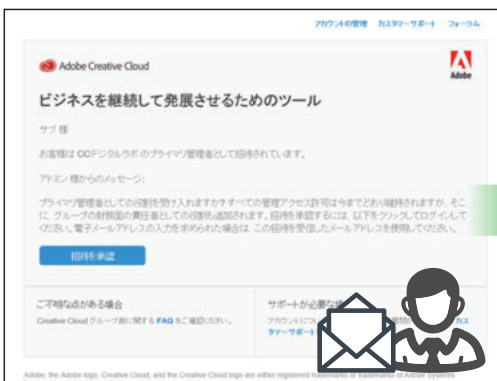 アカウントの管理 カスタマーサポート フォーラム
Adobe Creative Cloud
Adobe
ビジネスを継続して発展させるためのツール
サブ 様
お客様は CCデジタルラボ のプライマリ管理者として招待されています。
アドミン 様からのメッセージ:
プライマリ管理者としての役割を受け入れますか？すべての管理アクセス許可は今までどおり維持されますが、そこ
に、グループの財務面の責任者としての役割も追加されます。招待を承認するには、以下をクリックしてログインして
ください。電子メールアドレスの入力を求められた場合は、この招待を受信したメールアドレスを使用してください。
招待を承認
ご不明な点がある場合
サポートが必要な
Creative Cloud グループ版に関する FAQ をご確認ください。
アカウントについ
カス
タマーサポート
Adobe, the Adobe logo, Creative Cloud, and the Creative Cloud logo are either registered trademarks or trademarks of Adobe Systems